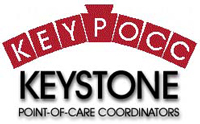 KEYPOCC
KEYSTONE
POINT-OF-CARE COORDINATORS